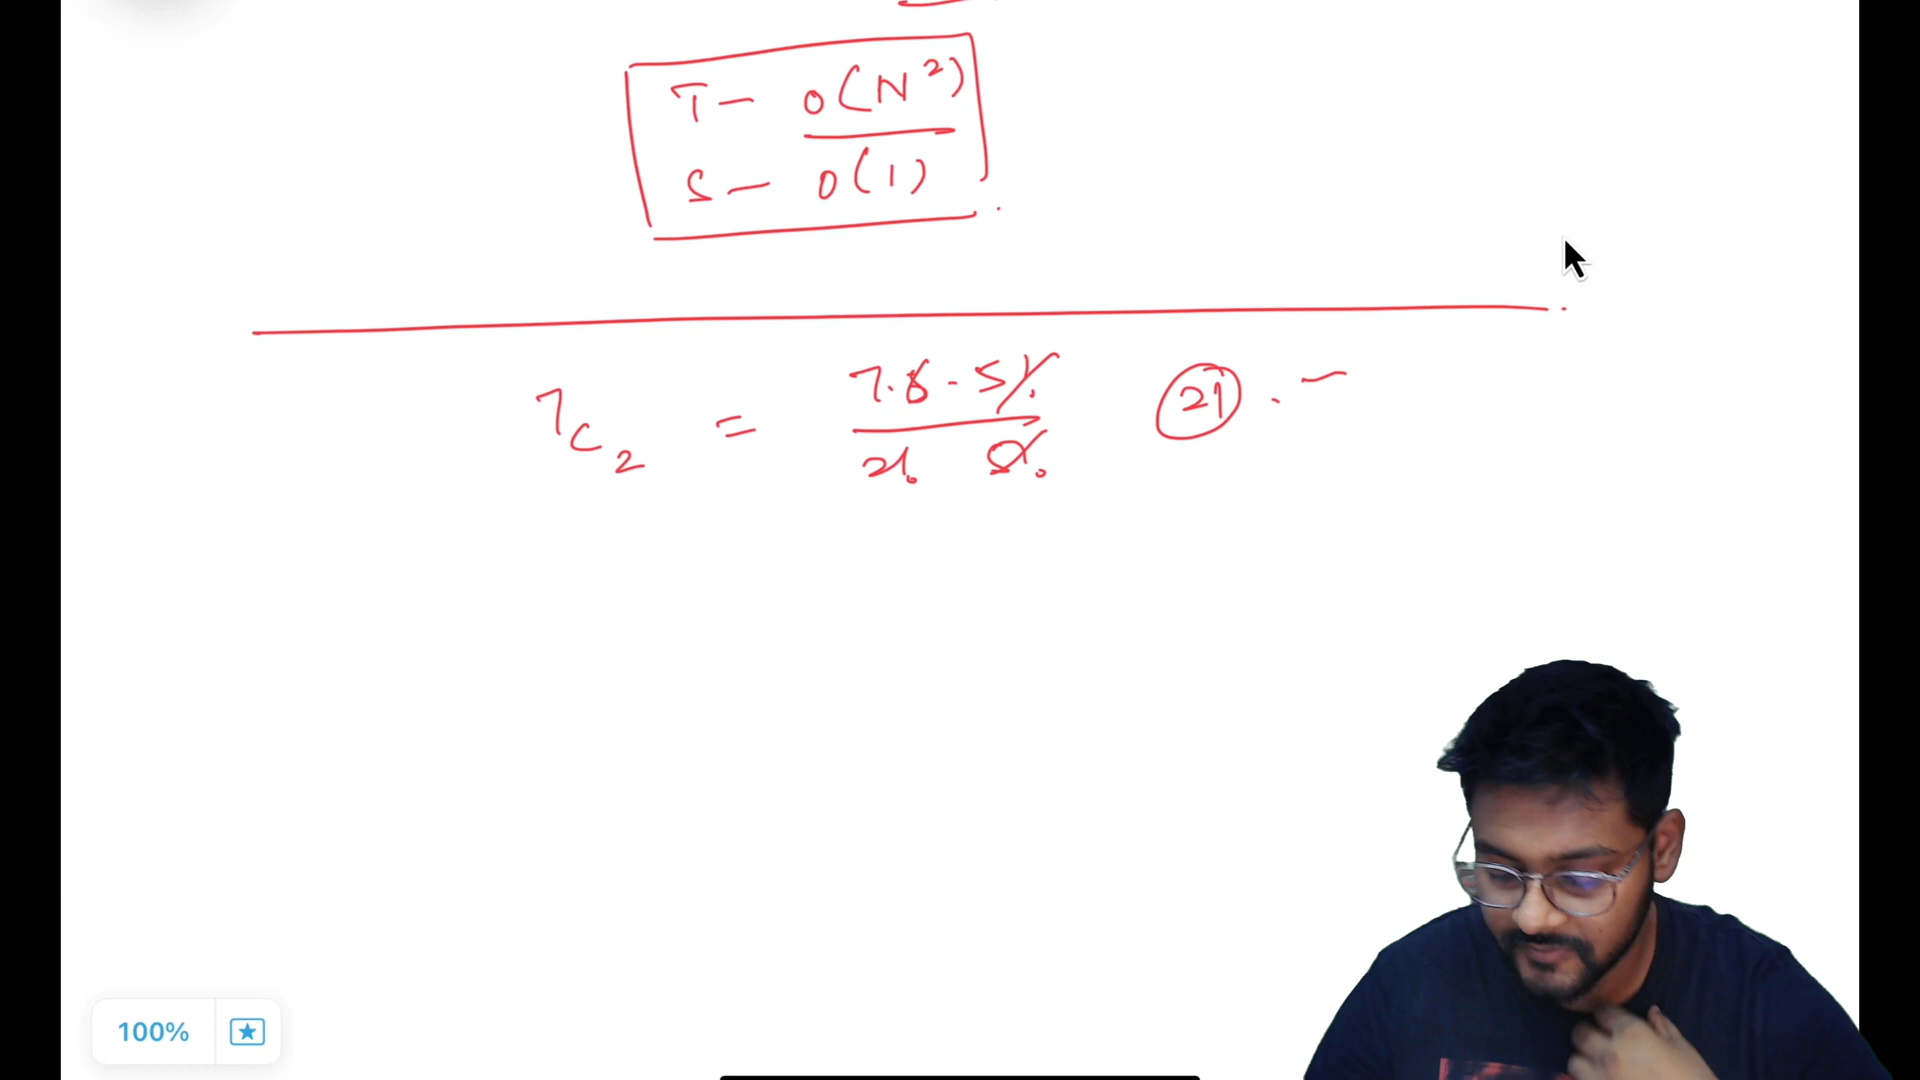 T - O(N²)
S - O(1)
7C2 = 7.6.5! / 2! 5! 21.
100%